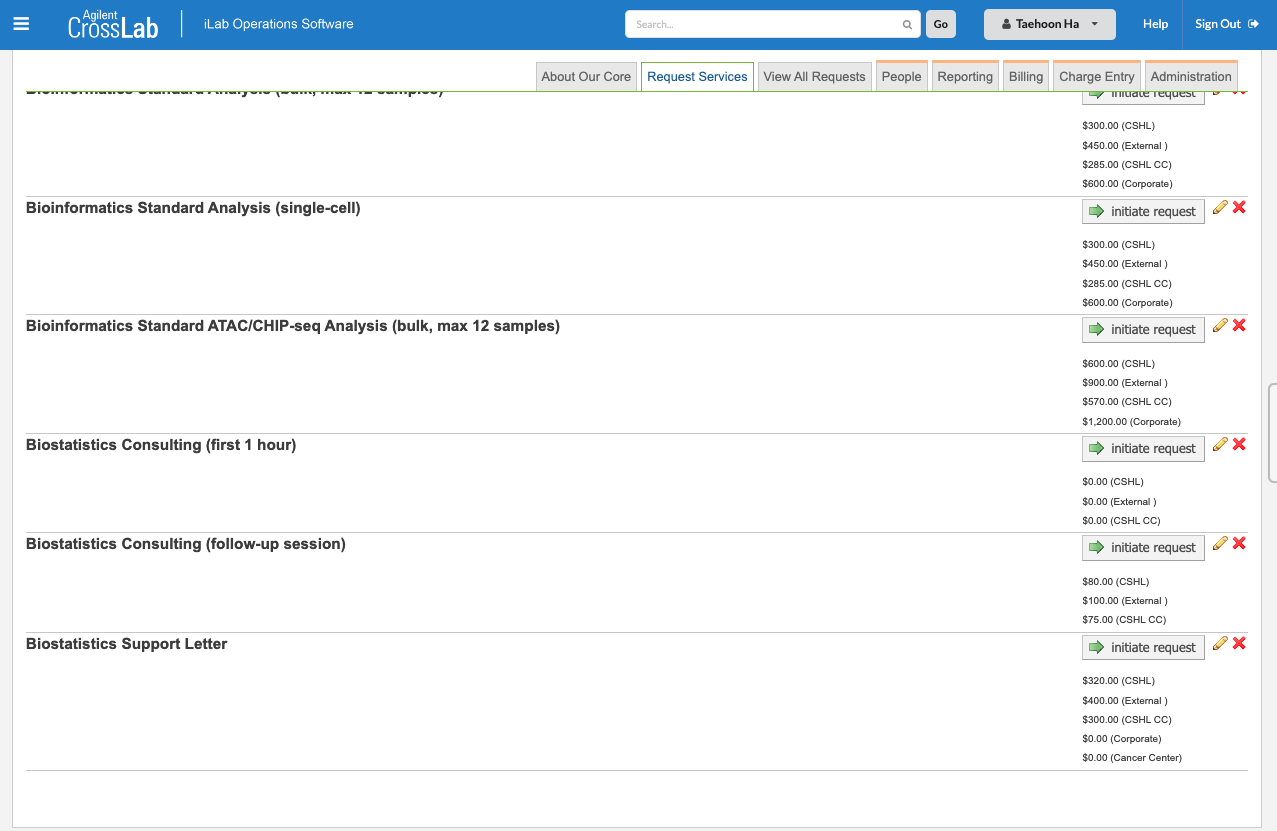 Agilent
CrossLab
iLab Operations Software
Search...
Go
Taehoon Ha
Help
Sign Out
About Our Core
Request Services
View All Requests
People
Reporting
Billing
Charge Entry
Administration
Bioinformatics Standard Analysis (bulk, max 12 samples)
initiate request
$300.00 (CSHL)
$450.00 (External )
$285.00 (CSHL CC)
$600.00 (Corporate)
Bioinformatics Standard Analysis (single-cell)
initiate request
$300.00 (CSHL)
$450.00 (External )
$285.00 (CSHL CC)
$600.00 (Corporate)
Bioinformatics Standard ATAC/CHIP-seq Analysis (bulk, max 12 samples)
initiate request
$600.00 (CSHL)
$900.00 (External )
$570.00 (CSHL CC)
$1,200.00 (Corporate)
Biostatistics Consulting (first 1 hour)
initiate request
$0.00 (CSHL)
$0.00 (External )
$0.00 (CSHL CC)
Biostatistics Consulting (follow-up session)
initiate request
$80.00 (CSHL)
$100.00 (External )
$75.00 (CSHL CC)
Biostatistics Support Letter
initiate request
$320.00 (CSHL)
$400.00 (External )
$300.00 (CSHL CC)
$0.00 (Corporate)
$0.00 (Cancer Center)